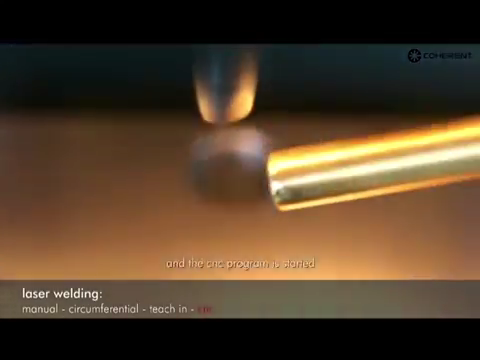 COHERENT
and the cnc program is started
laser welding:
manual - circumferential - teach in - cnc